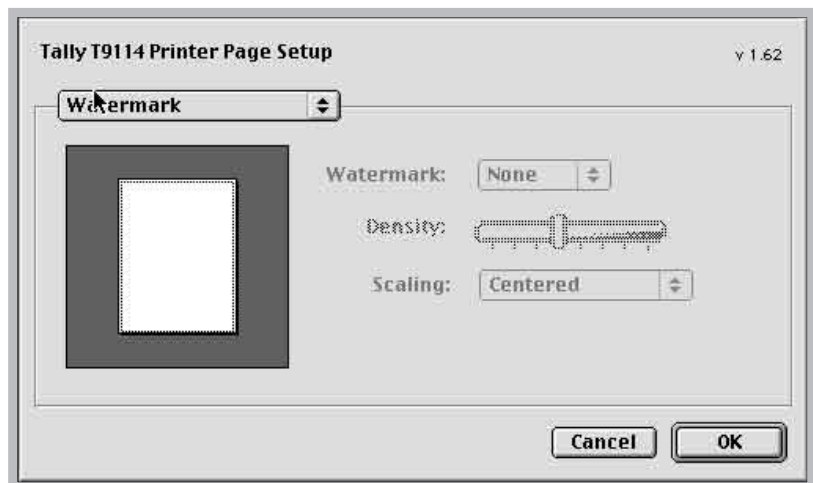 Tally T9114 Printer Page Setup
v 1.62
Watermark
Watermark: None
Density:
Scaling: Centered
Cancel OK